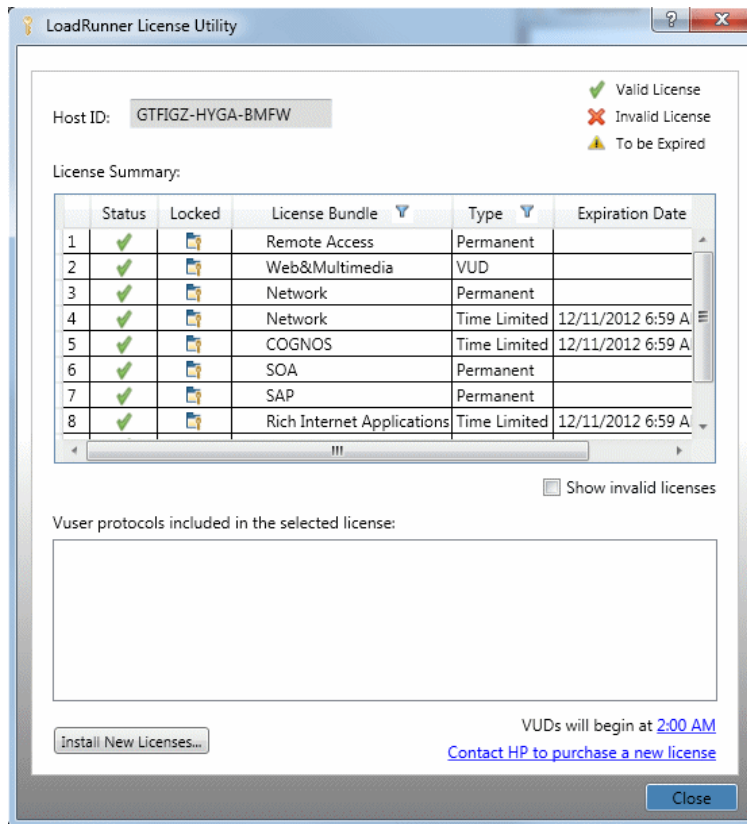 LoadRunner License Utility
Host ID: GTFIGZ-HYGA-BMFW
Valid License
Invalid License
To be Expired
License Summary:
Status Locked License Bundle Type Expiration Date
1 Remote Access Permanent
2 Web&Multimedia VUD
3 Network Permanent
4 Network Time Limited 12/11/2012 6:59 A
5 COGNOS Time Limited 12/11/2012 6:59 A
6 SOA Permanent
7 SAP Permanent
8 Rich Internet Applications Time Limited 12/11/2012 6:59 A
Show invalid licenses
Vuser protocols included in the selected license:
VUDs will begin at 2:00 AM
Install New Licenses...
Contact HP to purchase a new license
Close